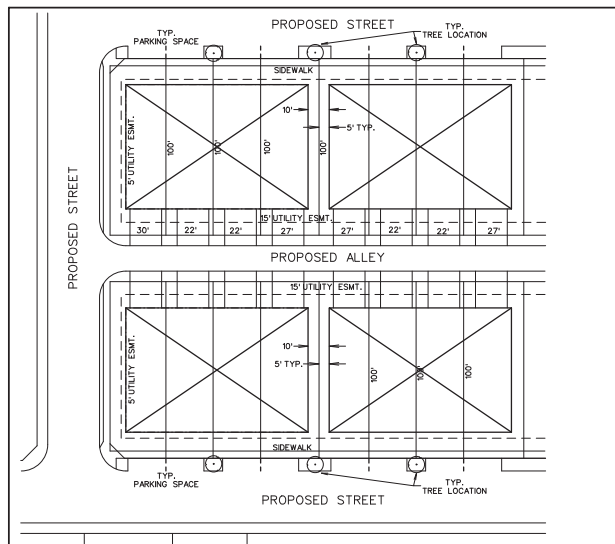 PROPOSED STREET
TYP.
PARKING SPACE
TYP.
TREE LOCATION
SIDEWALK
10'
5' TYP.
5' UTILITY ESMT.
100'
100'
100'
100'
15' UTILITY ESMT.
30'
22'
22'
27'
27'
22'
22'
27'
PROPOSED STREET
PROPOSED ALLEY
15' UTILITY ESMT.
10'
5' TYP.
5' UTILITY ESMT.
100'
100'
100'
SIDEWALK
TYP.
PARKING SPACE
TYP.
TREE LOCATION
PROPOSED STREET